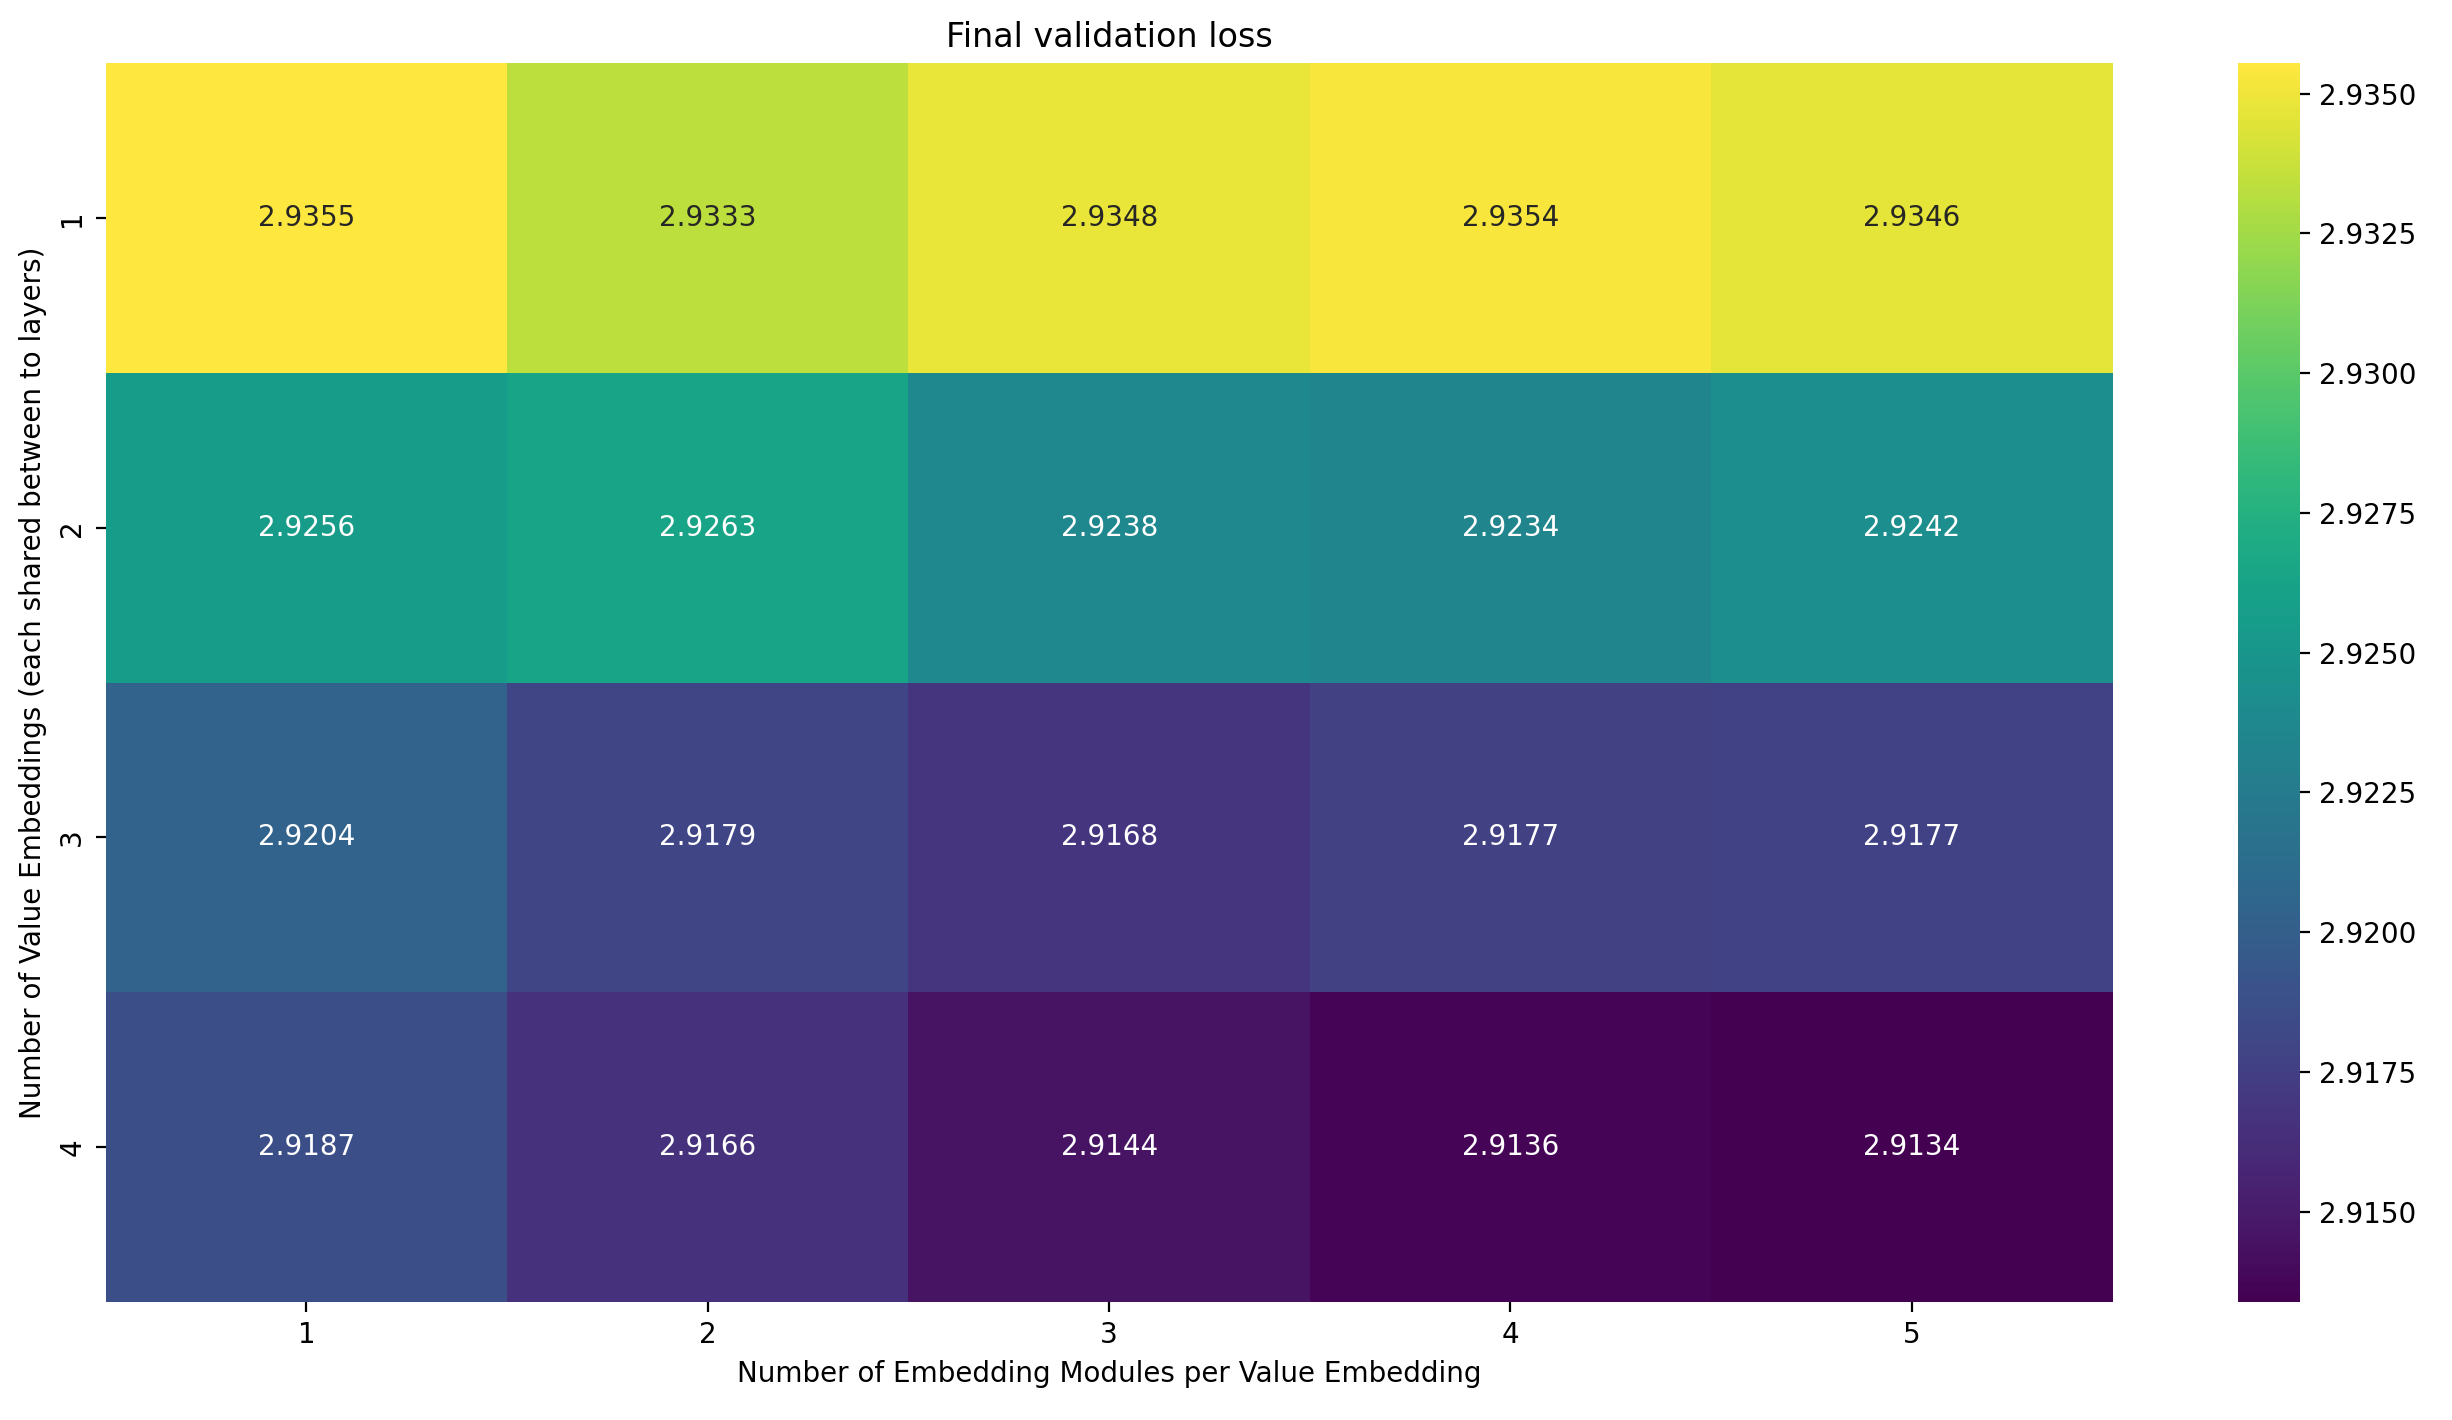 Final validation loss
Number of Value Embeddings (each shared between to layers)
1
2.9355 2.9333 2.9348 2.9354 2.9346
2
2.9256 2.9263 2.9238 2.9234 2.9242
3
2.9204 2.9179 2.9168 2.9177 2.9177
4
2.9187 2.9166 2.9144 2.9136 2.9134
1 2 3 4 5
Number of Embedding Modules per Value Embedding
2.9350
2.9325
2.9300
2.9275
2.9250
2.9225
2.9200
2.9175
2.9150